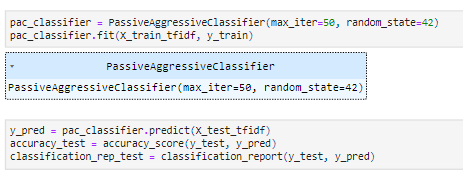 pac_classifier = PassiveAggressiveClassifier(max_iter=50, random_state=42)
pac_classifier.fit(X_train_tfidf, y_train)
PassiveAggressiveClassifier
PassiveAggressiveClassifier(max_iter=50, random_state=42)
y_pred = pac_classifier.predict(X_test_tfidf)
accuracy_test = accuracy_score(y_test, y_pred)
classification_rep_test = classification_report(y_test, y_pred)